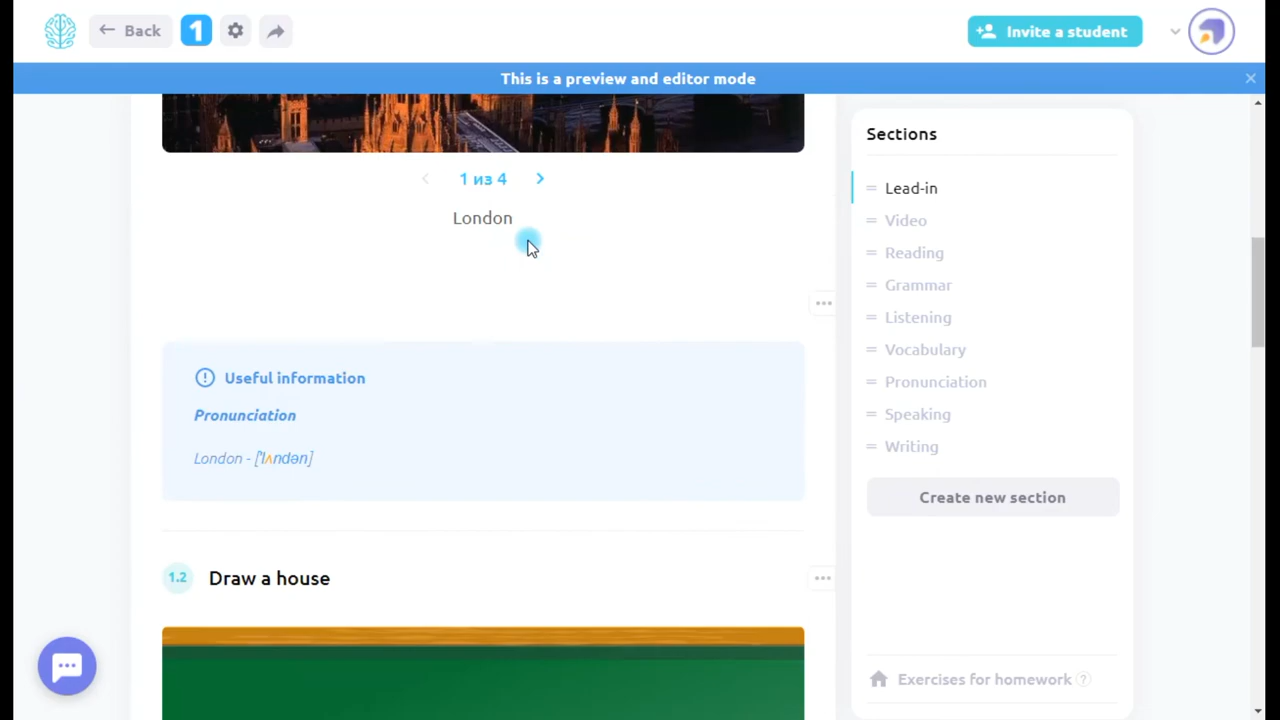 Back
1
Invite a student
This is a preview and editor mode
1 из 4
London
Useful information
Pronunciation
London - ['lʌndən]
1.2 Draw a house
Sections
Lead-in
Video
Reading
Grammar
Listening
Vocabulary
Pronunciation
Speaking
Writing
Create new section
Exercises for homework ?